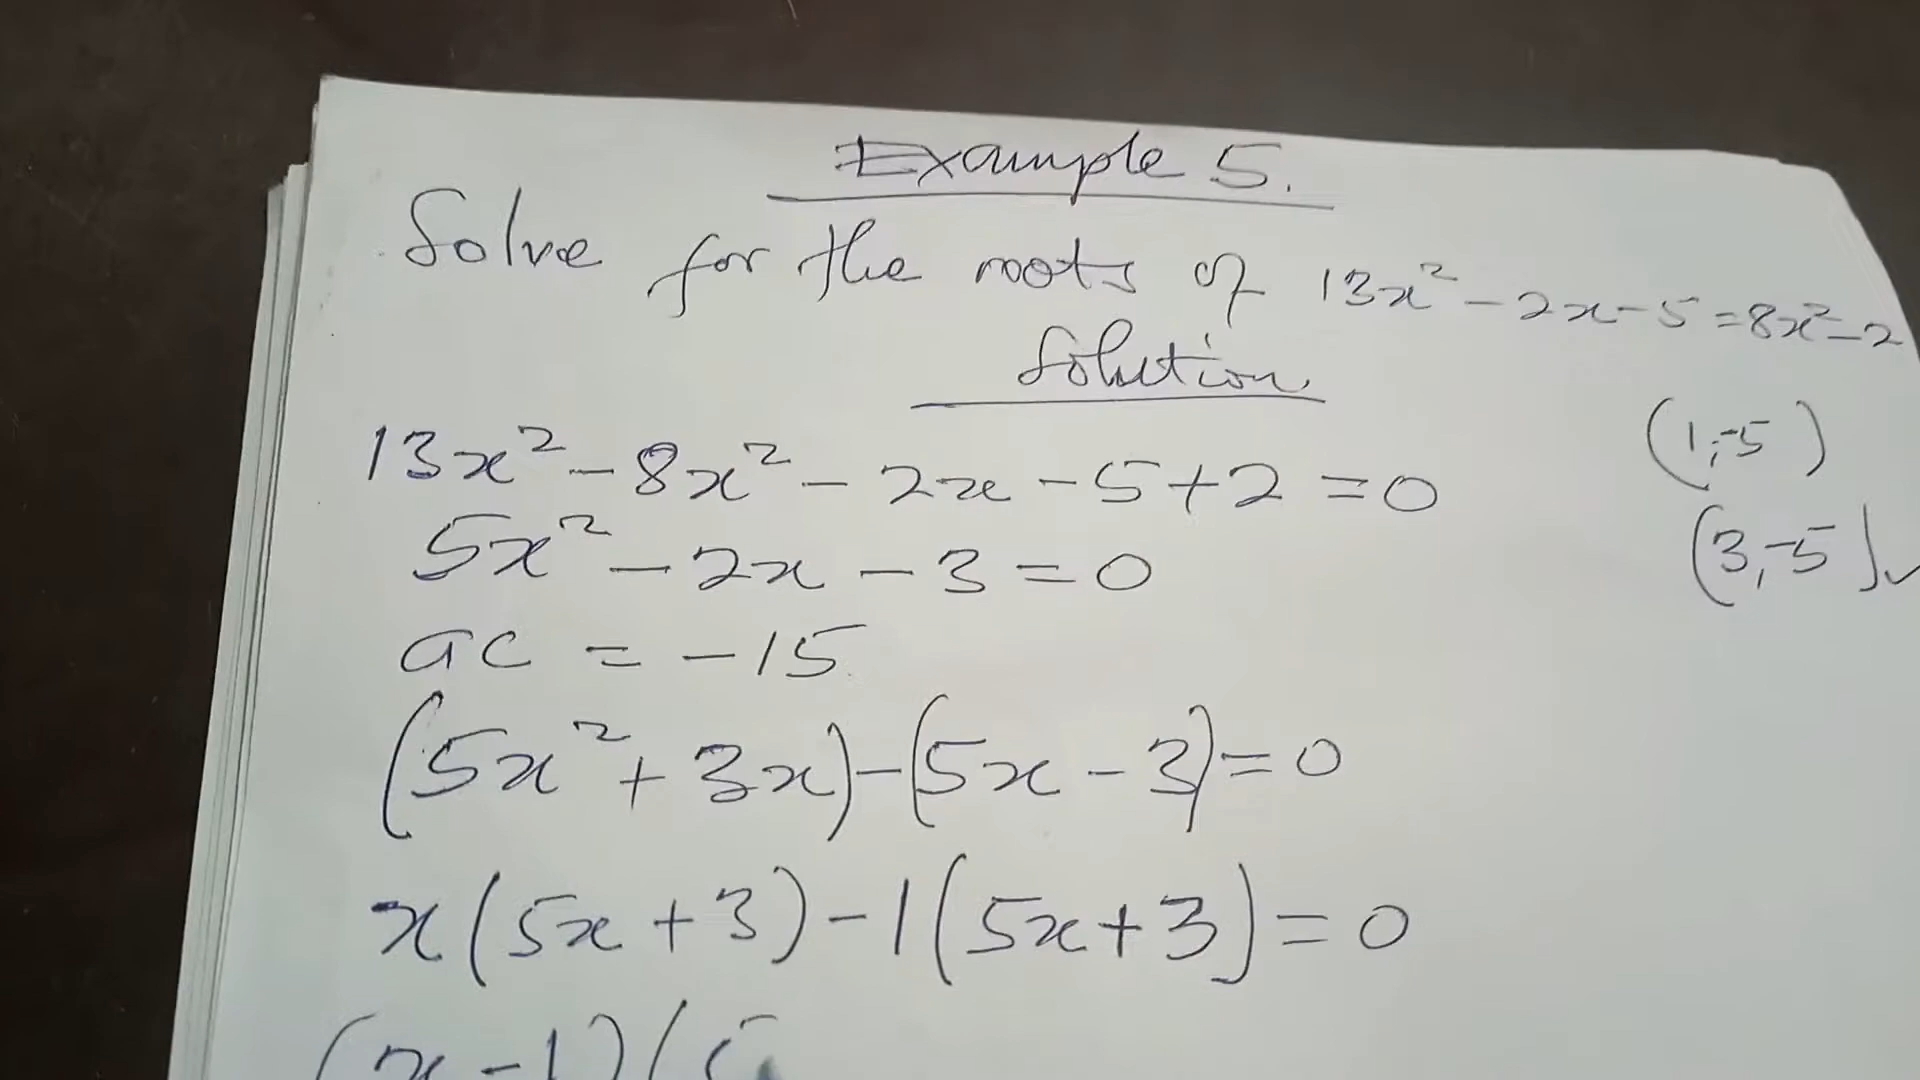 Example 5.
Solve for the roots of 13x² - 2x - 5 = 8x² - 2
Solution
(1, -5)
13x² - 8x² - 2x - 5 + 2 = 0
(3, -5) ✓
5x² - 2x - 3 = 0
ac = -15
(5x² + 3x) - (5x - 3) = 0
x(5x + 3) - 1(5x + 3) = 0
(x - 1)(5